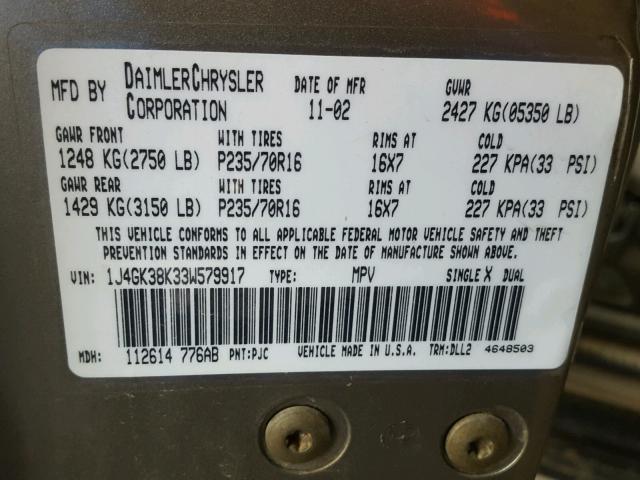 MFD BY DAIMLERCHRYSLER CORPORATION DATE OF MFR 11-02 GVWR 2427 KG(05350 LB)
GAWR FRONT WITH TIRES RIMS AT COLD
1248 KG(2750 LB) P235/70R16 16X7 227 KPA(33 PSI)
GAWR REAR WITH TIRES RIMS AT COLD
1429 KG(3150 LB) P235/70R16 16X7 227 KPA(33 PSI)
THIS VEHICLE CONFORMS TO ALL APPLICABLE FEDERAL MOTOR VEHICLE SAFETY AND THEFT
PREVENTION STANDARDS IN EFFECT ON THE DATE OF MANUFACTURE SHOWN ABOVE.
VIN: 1J4GK38K33W579917 TYPE: MPV SINGLE X DUAL
MDH: 112614 776AB PNT:PJC VEHICLE MADE IN U.S.A. TRM:DLL2 4648503